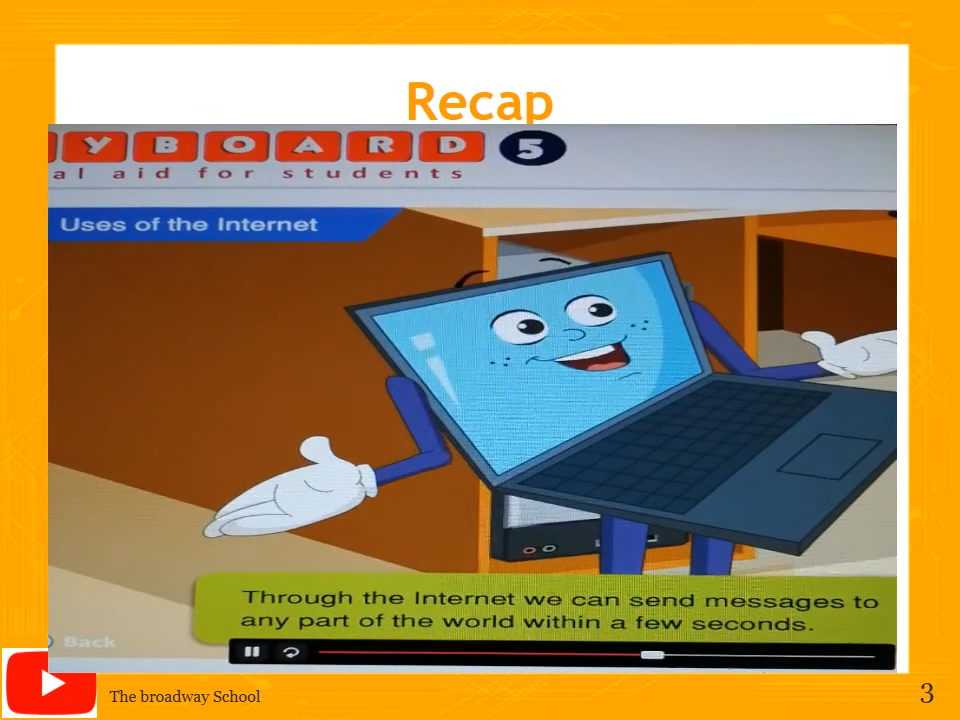 Recap
Y B O A R D 5
al aid for students
Uses of the Internet
Through the Internet we can send messages to
any part of the world within a few seconds.
Back
The broadway School
3